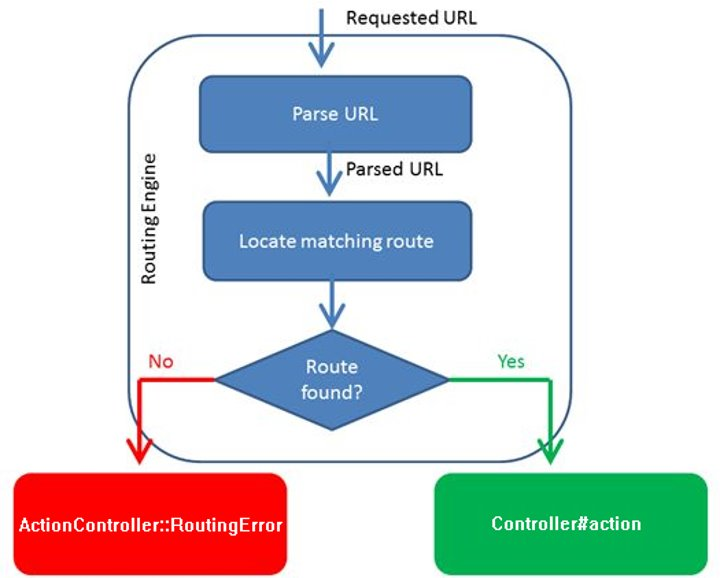 Requested URL
Parse URL
Parsed URL
Routing Engine
Locate matching route
No
Route
found?
Yes
ActionController::RoutingError
Controller#action